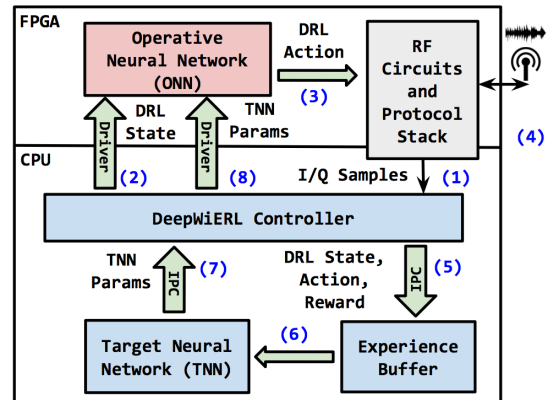 FPGA
Operative
Neural Network
(ONN)
DRL
Action
(3)
RF
Circuits
and
Protocol
Stack
(4)
Driver
DRL
State
(2)
Driver
TNN
Params
(8)
CPU
I/Q Samples
(1)
DeepWiERL Controller
TNN
Params
IPC
(7)
DRL State,
Action,
Reward
IPC
(5)
(6)
Target Neural
Network (TNN)
Experience
Buffer